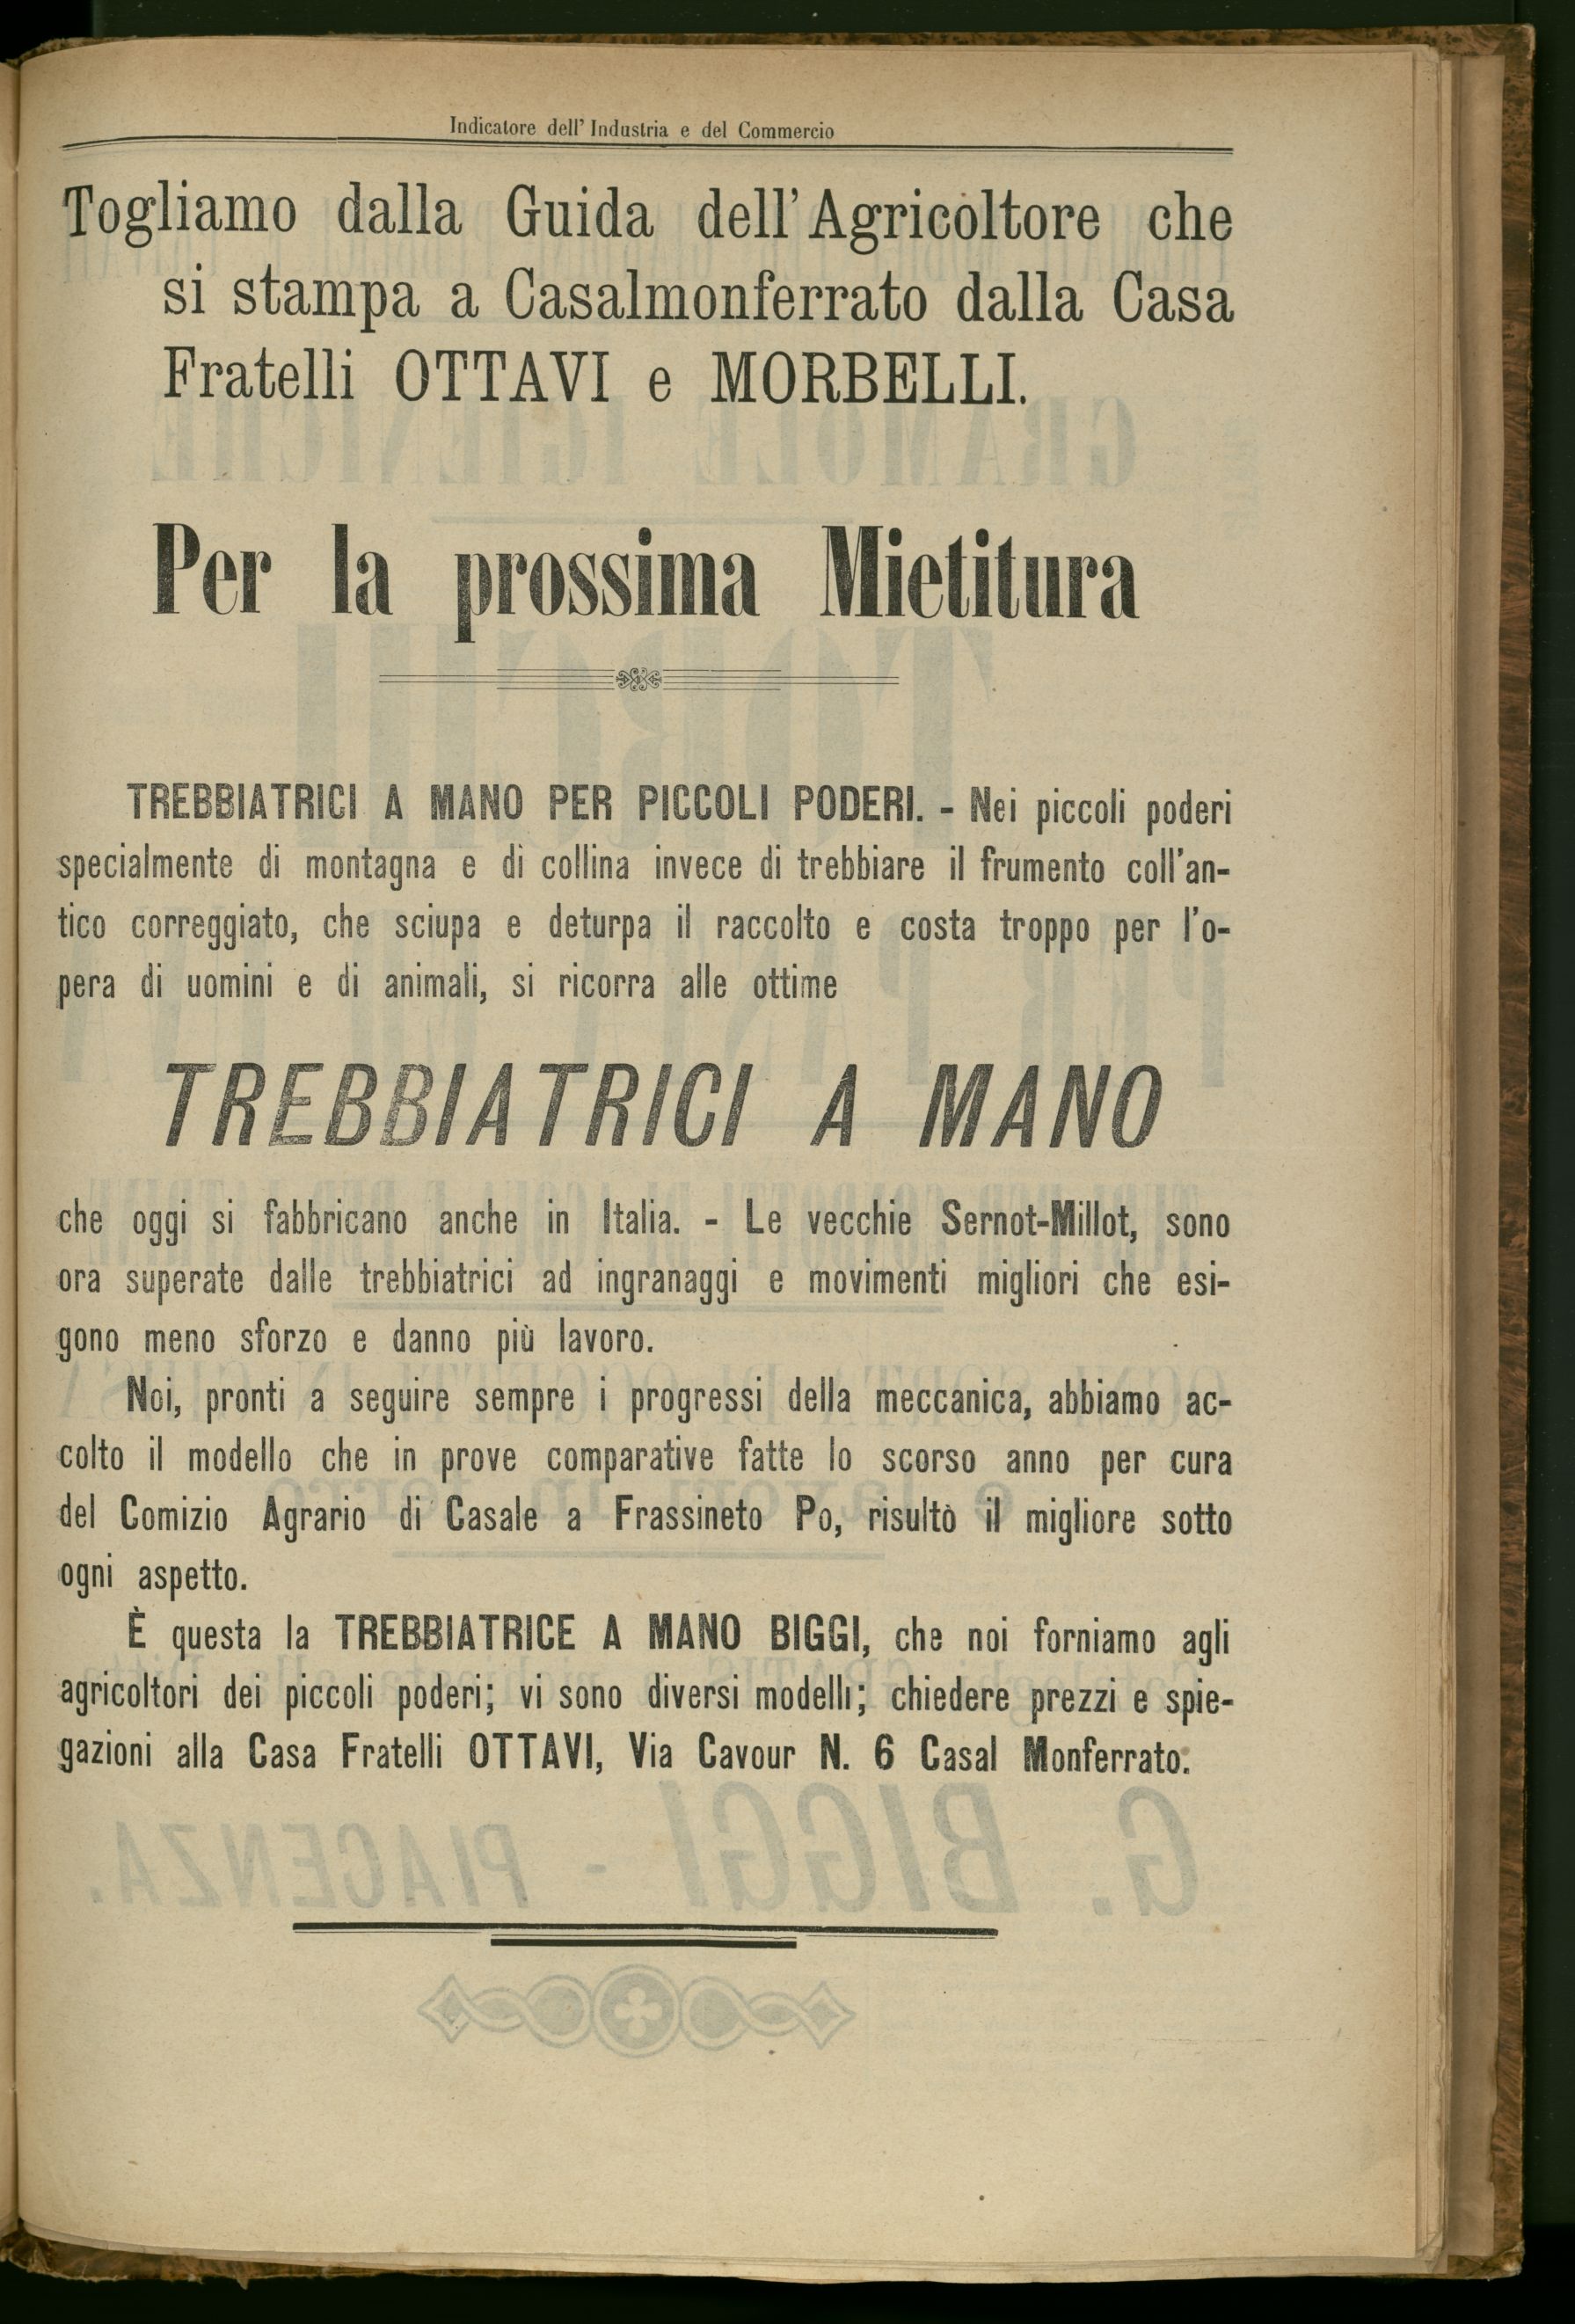 Indicatore dell' Industria e del Commercio
Togliamo dalla Guida dell' Agricoltore che
si stampa a Casalmonferrato dalla Casa
Fratelli OTTAVI e MORBELLI.
Per la prossima Mietitura
TREBBIATRICI A MANO PER PICCOLI PODERI. - Nei piccoli poderi
specialmente di montagna e di collina invece di trebbiare il frumento coll'an-
tico correggiato, che sciupa e deturpa il raccolto e costa troppo per l'o-
pera di uomini e di animali, si ricorra alle ottime
TREBBIATRICI A MANO
che oggi si fabbricano anche in Italia. - Le vecchie Sernot-Millot, sono
ora superate dalle trebbiatrici ad ingranaggi e movimenti migliori che esi-
gono meno sforzo e danno più lavoro.
Noi, pronti a seguire sempre i progressi della meccanica, abbiamo ac-
colto il modello che in prove comparative fatte lo scorso anno per cura
del Comizio Agrario di Casale a Frassineto Po, risultò il migliore sotto
ogni aspetto.
È questa la TREBBIATRICE A MANO BIGGI, che noi forniamo agli
agricoltori dei piccoli poderi; vi sono diversi modelli; chiedere prezzi e spie-
gazioni alla Casa Fratelli OTTAVI, Via Cavour N. 6 Casal Monferrato.